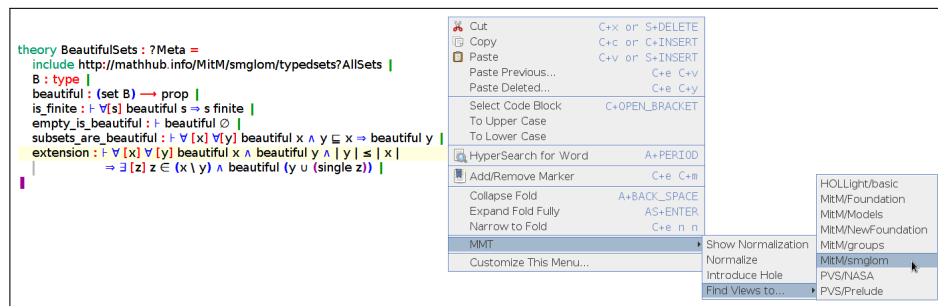 theory BeautifulSets : ?Meta =
include http://mathhub.info/MitM/smglom/typedsets?AllSets |
B : type |
beautiful : (set B) ⟶ prop |
is_finite : ⊦ ∀[s] beautiful s ⇒ s finite |
empty_is_beautiful : ⊦ beautiful ∅ |
subsets_are_beautiful : ⊦ ∀ [x] ∀[y] beautiful x ∧ y ⊑ x ⇒ beautiful y |
extension : ⊦ ∀ [x] ∀ [y] beautiful x ∧ beautiful y ∧ | y | ≤ | x |
⇒ ∃ [z] z ∈ (x \ y) ∧ beautiful (y ∪ (single z)) |
Cut C+x or S+DELETE
Copy C+c or C+INSERT
Paste C+v or S+INSERT
Paste Previous... C+e C+v
Paste Deleted... C+e C+y
Select Code Block C+OPEN_BRACKET
To Upper Case
To Lower Case
HyperSearch for Word A+PERIOD
Add/Remove Marker C+e C+m
Collapse Fold A+BACK_SPACE
Expand Fold Fully AS+ENTER
Narrow to Fold C+e n n
MMT
Customize This Menu...
Show Normalization
Normalize
Introduce Hole
Find Views to...
HOLLight/basic
MitM/Foundation
MitM/Models
MitM/NewFoundation
MitM/groups
MitM/smglom
PVS/NASA
PVS/Prelude